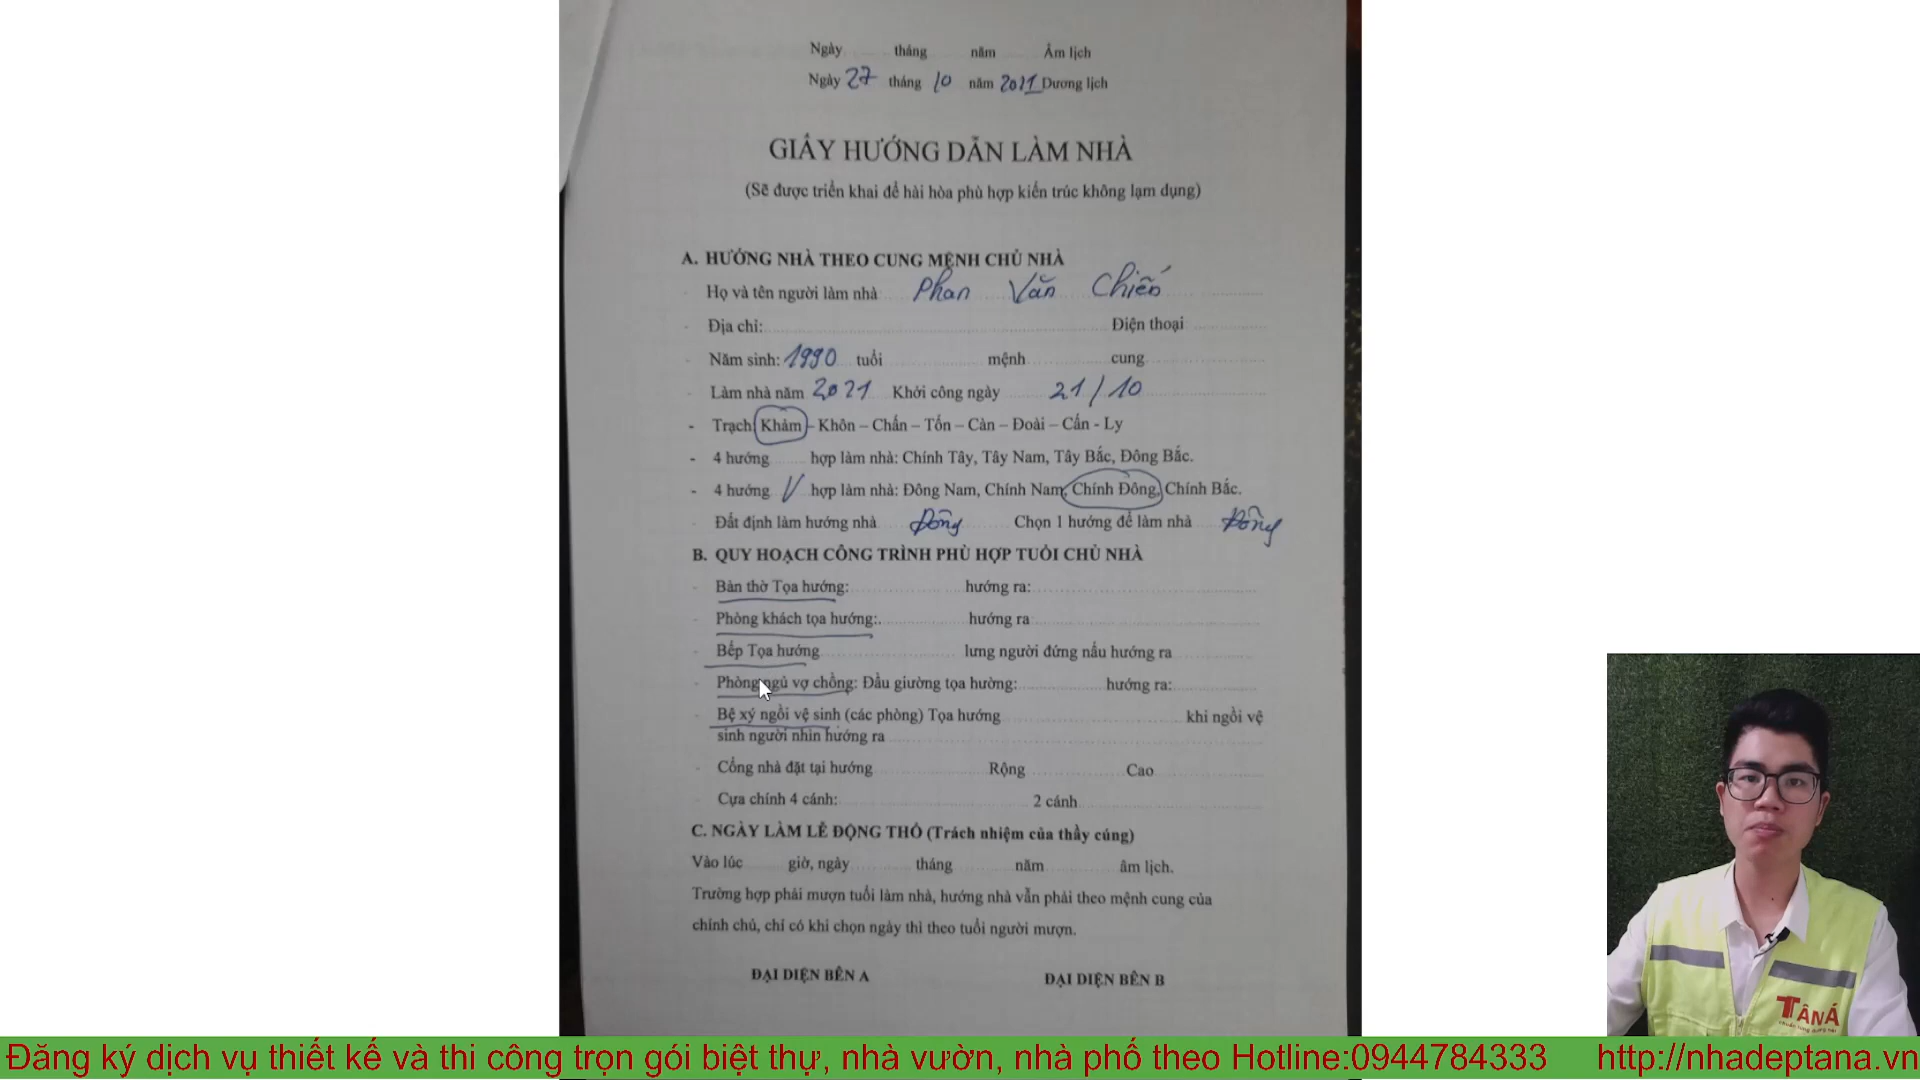 Ngày tháng năm Âm lịch
Ngày 27 tháng 10 năm 2021 Dương lịch
GIẤY HƯỚNG DẪN LÀM NHÀ
(Sẽ được triển khai để hài hòa phù hợp kiến trúc không lạm dụng)
A. HƯỚNG NHÀ THEO CUNG MỆNH CHỦ NHÀ
Họ và tên người làm nhà Phan Văn Chiến
- Địa chỉ: Điện thoại
- Năm sinh: 1990 tuổi mệnh cung
- Làm nhà năm 2021 Khởi công ngày 21/10
- Trạch: Khảm – Khôn – Chấn – Tốn – Càn – Đoài – Cấn - Ly
- 4 hướng hợp làm nhà: Chính Tây, Tây Nam, Tây Bắc, Đông Bắc.
- 4 hướng V hợp làm nhà: Đông Nam, Chính Nam, Chính Đông, Chính Bắc.
- Đất định làm hướng nhà Đông Chọn 1 hướng để làm nhà Đông
B. QUY HOẠCH CÔNG TRÌNH PHÙ HỢP TUỔI CHỦ NHÀ
- Bàn thờ Tọa hướng: hướng ra:
- Phòng khách tọa hướng: hướng ra
- Bếp Tọa hướng lưng người đứng nấu hướng ra
- Phòng ngủ vợ chồng: Đầu giường tọa hường: hướng ra:
- Bệ xý ngồi vệ sinh (các phòng) Tọa hướng khi ngồi vệ
sinh người nhìn hướng ra
- Cổng nhà đặt tại hướng Rộng Cao
Cựa chính 4 cánh: 2 cánh
C. NGÀY LÀM LỄ ĐỘNG THỔ (Trách nhiệm của thầy cúng)
Vào lúc giờ, ngày tháng năm âm lịch.
Trường hợp phải mượn tuổi làm nhà, hướng nhà vẫn phải theo mệnh cung của
chính chủ, chỉ có khi chọn ngày thì theo tuổi người mượn.
ĐẠI DIỆN BÊN A ĐẠI DIỆN BÊN B
TÂN Á
Đăng ký dịch vụ thiết kế và thi công trọn gói biệt thự, nhà vườn, nhà phố theo Hotline:0944784333 http://nhadeptana.vn